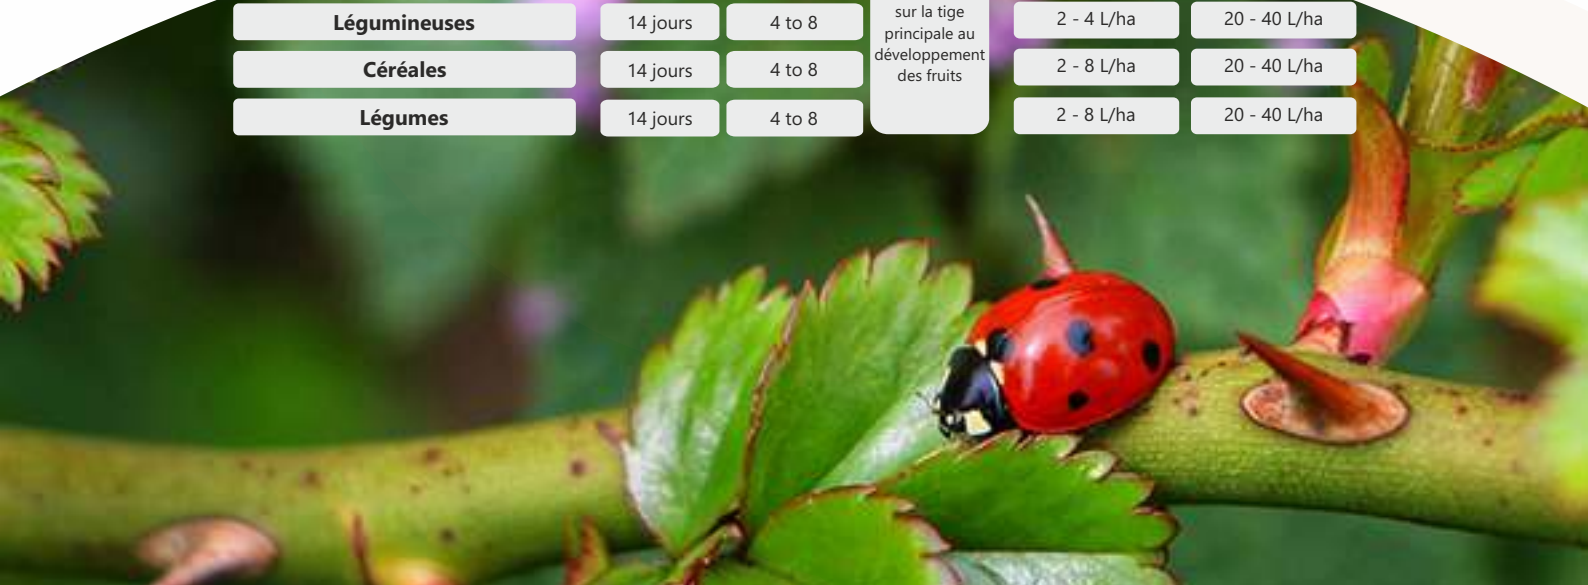 Légumineuses 14 jours 4 to 8 2 - 4 L/ha 20 - 40 L/ha
sur la tige
principale au
développement
des fruits
Céréales 14 jours 4 to 8 2 - 8 L/ha 20 - 40 L/ha
Légumes 14 jours 4 to 8 2 - 8 L/ha 20 - 40 L/ha